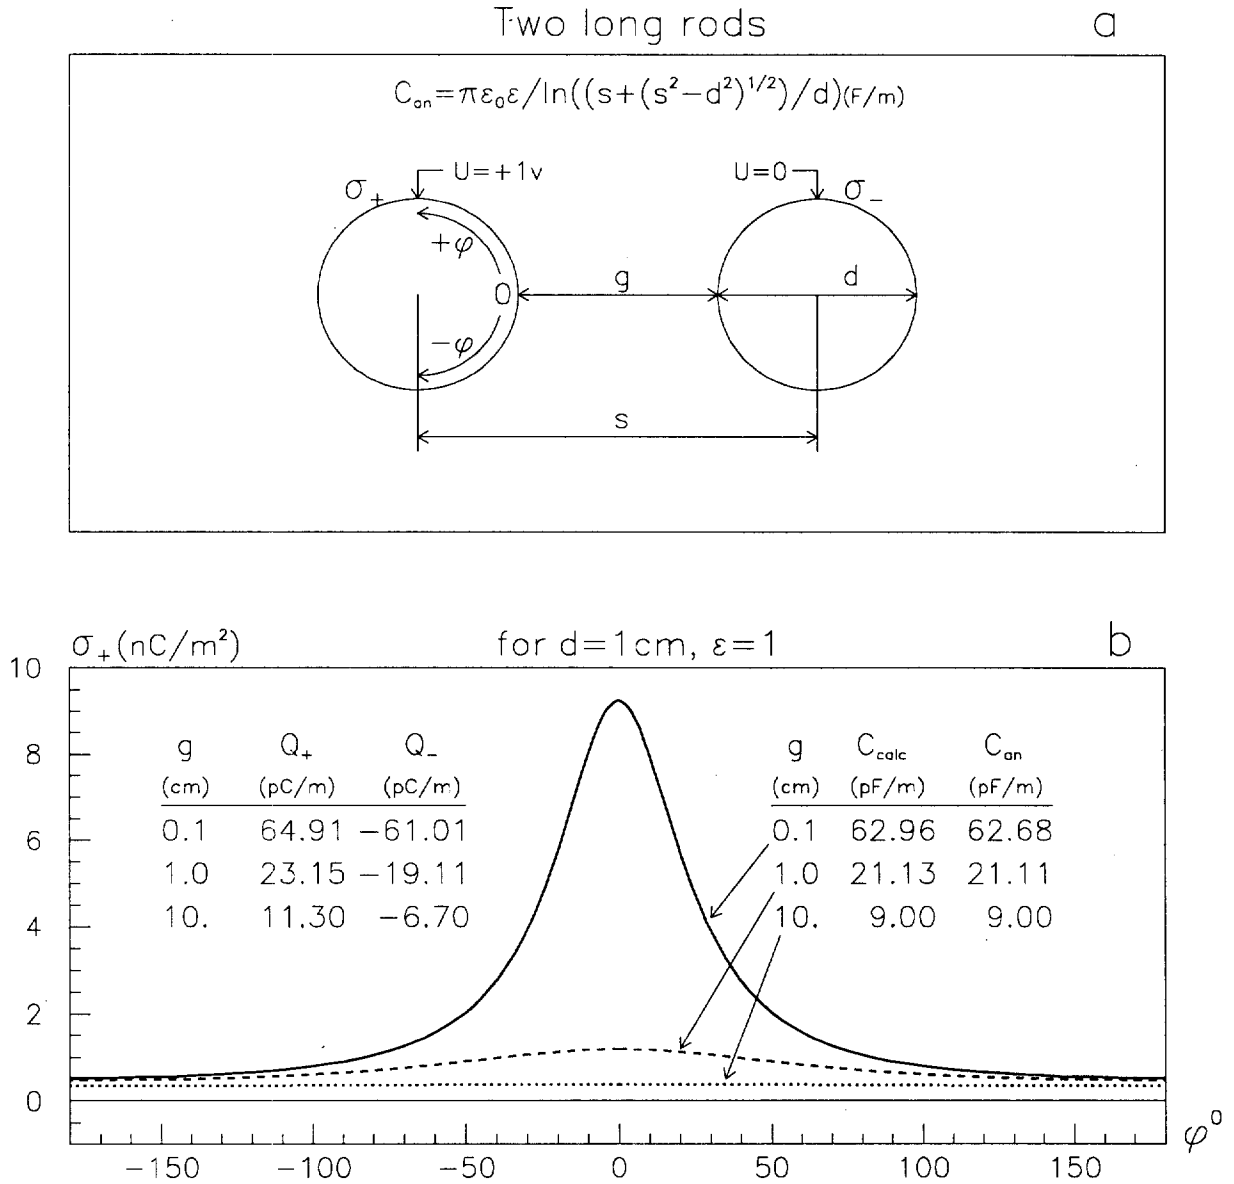 Two long rods a
C_an=πε₀ε/ln((s+(s²−d²)^1/2)/d)(F/m)
U=+1v U=0
σ₊ σ₋
+φ
0 g d
−φ
s
σ₊(nC/m²) for d=1cm, ε=1 b
10
g Q₊ Q₋ g C_calc C_an
8
(cm) (pC/m) (pC/m) (cm) (pF/m) (pF/m)
0.1 64.91 −61.01 0.1 62.96 62.68
6
1.0 23.15 −19.11 1.0 21.13 21.11
10. 11.30 −6.70 10. 9.00 9.00
4
2
0
φ⁰
−150 −100 −50 0 50 100 150